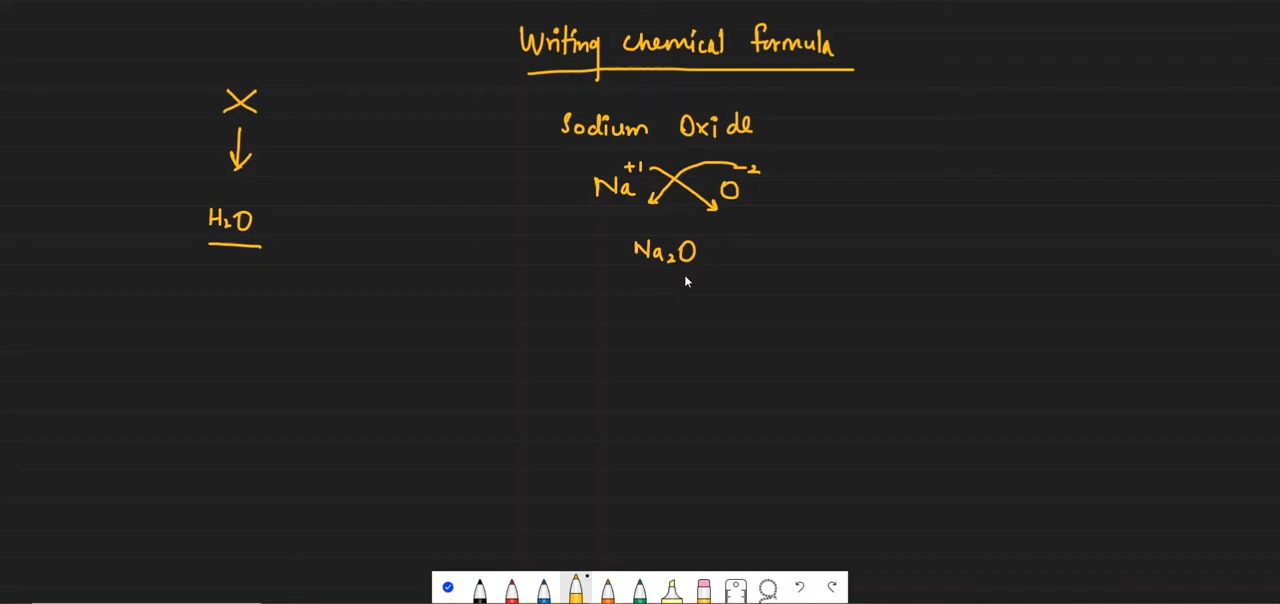 Writing chemical formula
X
H₂O
Sodium Oxide
Na⁺¹ O⁻²
Na₂O